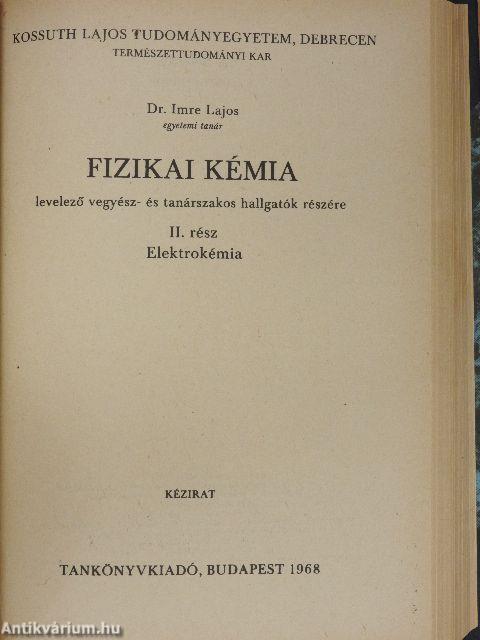 KOSSUTH LAJOS TUDOMÁNYEGYETEM, DEBRECEN
TERMÉSZETTUDOMÁNYI KAR
Dr. Imre Lajos
egyetemi tanár
FIZIKAI KÉMIA
levelező vegyész- és tanárszakos hallgatók részére
II. rész
Elektrokémia
KÉZIRAT
TANKÖNYVKIADÓ, BUDAPEST 1968
Antikvárium.hu